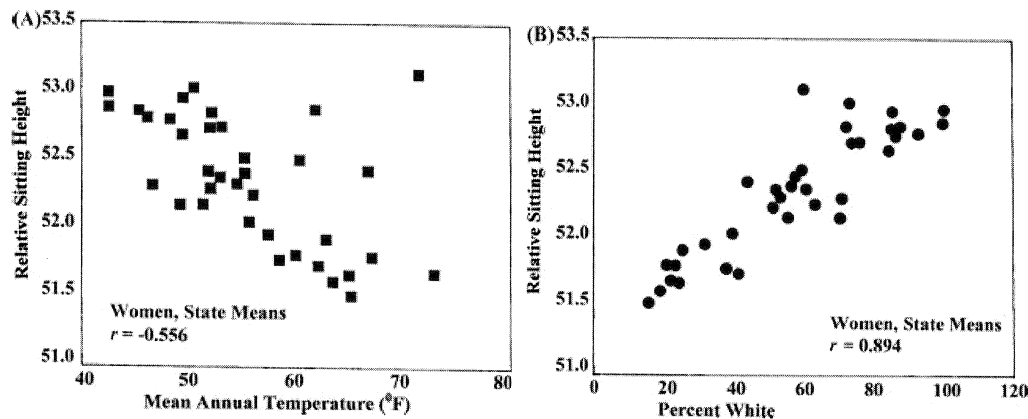 (A)
53.5
53.0
52.5
52.0
51.5
51.0
Relative Sitting Height
Women, State Means
r = -0.556
40
50
60
70
80
Mean Annual Temperature (⁰F)
(B)
53.5
53.0
52.5
52.0
51.5
51.0
Relative Sitting Height
Women, State Means
r = 0.894
0
20
40
60
80
100
120
Percent White